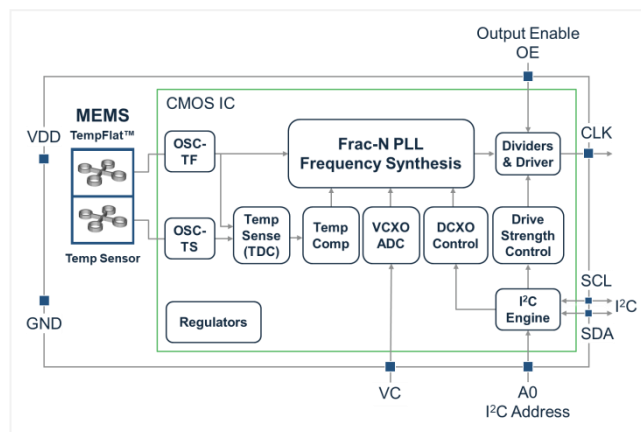 Output Enable
OE
CMOS IC
MEMS
TempFlat™
VDD
OSC-
TF
Frac-N PLL
Frequency Synthesis
Dividers
& Driver
CLK
Temp Sensor
OSC-
TS
Temp
Sense
(TDC)
Temp
Comp
VCXO
ADC
DCXO
Control
Drive
Strength
Control
GND
Regulators
I²C
Engine
SCL
I²C
SDA
VC
A0
I²C Address